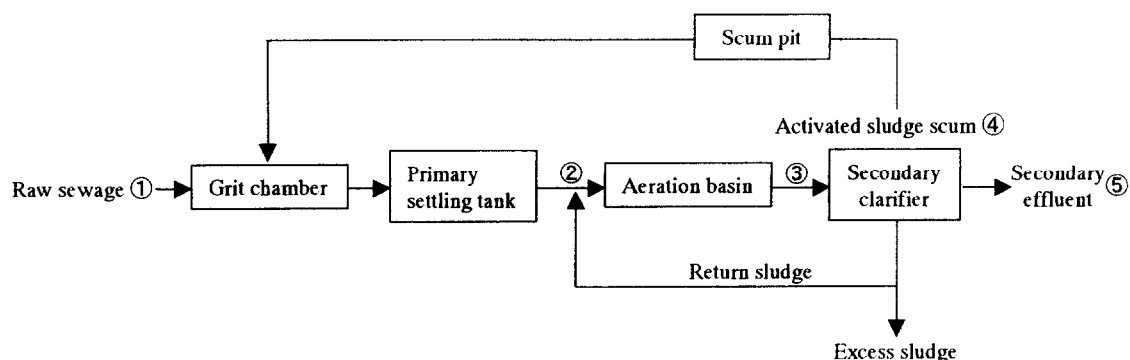 Scum pit
Activated sludge scum ④
Raw sewage ①
Grit chamber
Primary
settling tank
②
Aeration basin
③
Secondary
clarifier
Secondary
effluent ⑤
Return sludge
Excess sludge